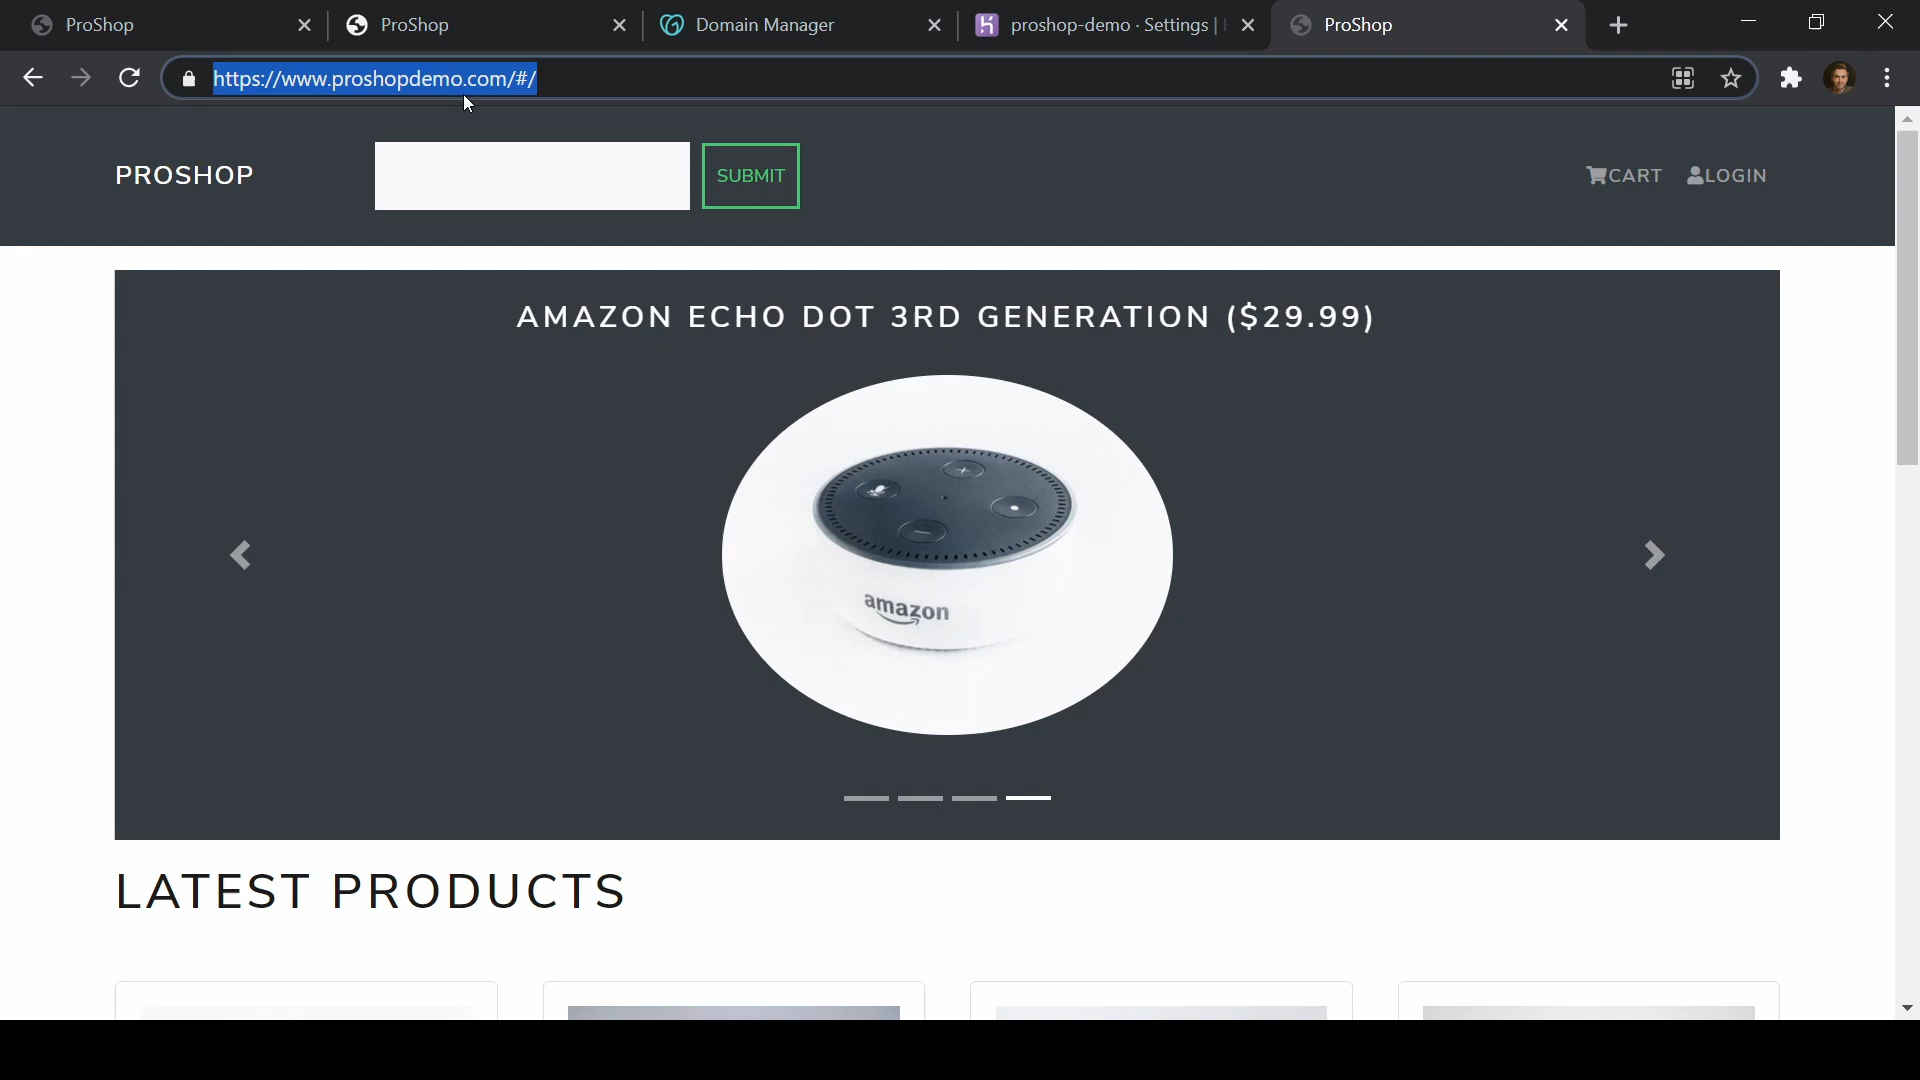 ProShop
ProShop
Domain Manager
proshop-demo · Settings |
ProShop
https://www.proshopdemo.com/#/
PROSHOP
SUBMIT
CART
LOGIN
AMAZON ECHO DOT 3RD GENERATION ($29.99)
amazon
LATEST PRODUCTS